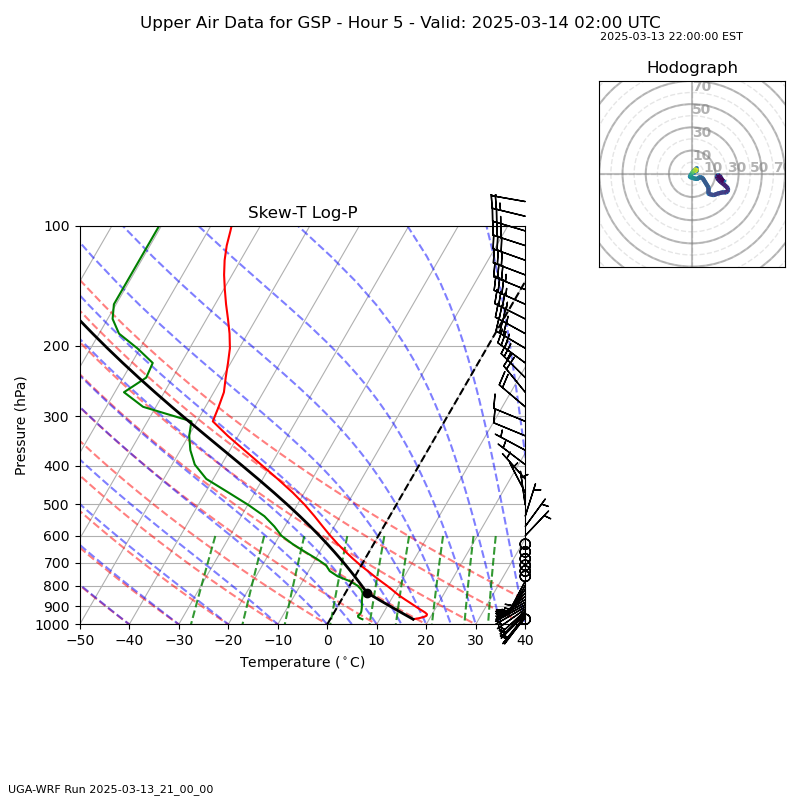 Upper Air Data for GSP - Hour 5 - Valid: 2025-03-14 02:00 UTC
2025-03-13 22:00:00 EST
Hodograph
70
50
30
10
10 30 50 7
Skew-T Log-P
100
200
300
400
500
600
700
800
900
1000
Pressure (hPa)
−50 −40 −30 −20 −10 0 10 20 30 40
Temperature (°C)
UGA-WRF Run 2025-03-13_21_00_00